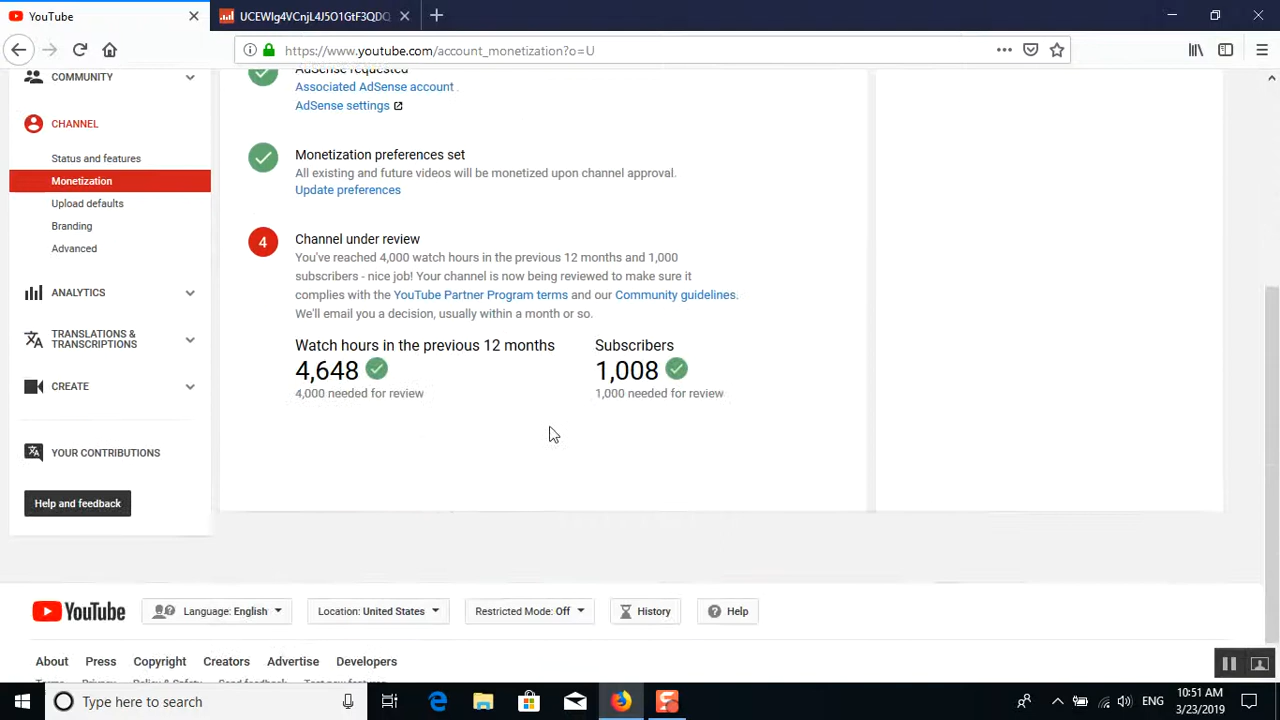 YouTube
UCEWIg4VCnjL4J5O1GtF3QDQ
https://www.youtube.com/account_monetization?o=U
COMMUNITY
CHANNEL
Status and features
Monetization
Upload defaults
Branding
Advanced
ANALYTICS
TRANSLATIONS &
TRANSCRIPTIONS
CREATE
YOUR CONTRIBUTIONS
Help and feedback
AdSense requested
Associated AdSense account
AdSense settings
Monetization preferences set
All existing and future videos will be monetized upon channel approval.
Update preferences
4
Channel under review
You've reached 4,000 watch hours in the previous 12 months and 1,000
subscribers - nice job! Your channel is now being reviewed to make sure it
complies with the YouTube Partner Program terms and our Community guidelines.
We'll email you a decision, usually within a month or so.
Watch hours in the previous 12 months
4,648
4,000 needed for review
Subscribers
1,008
1,000 needed for review
YouTube
Language: English
Location: United States
Restricted Mode: Off
History
Help
About Press Copyright Creators Advertise Developers
Terms Privacy Send feedback Test new features
Type here to search
ENG
10:51 AM
3/23/2019